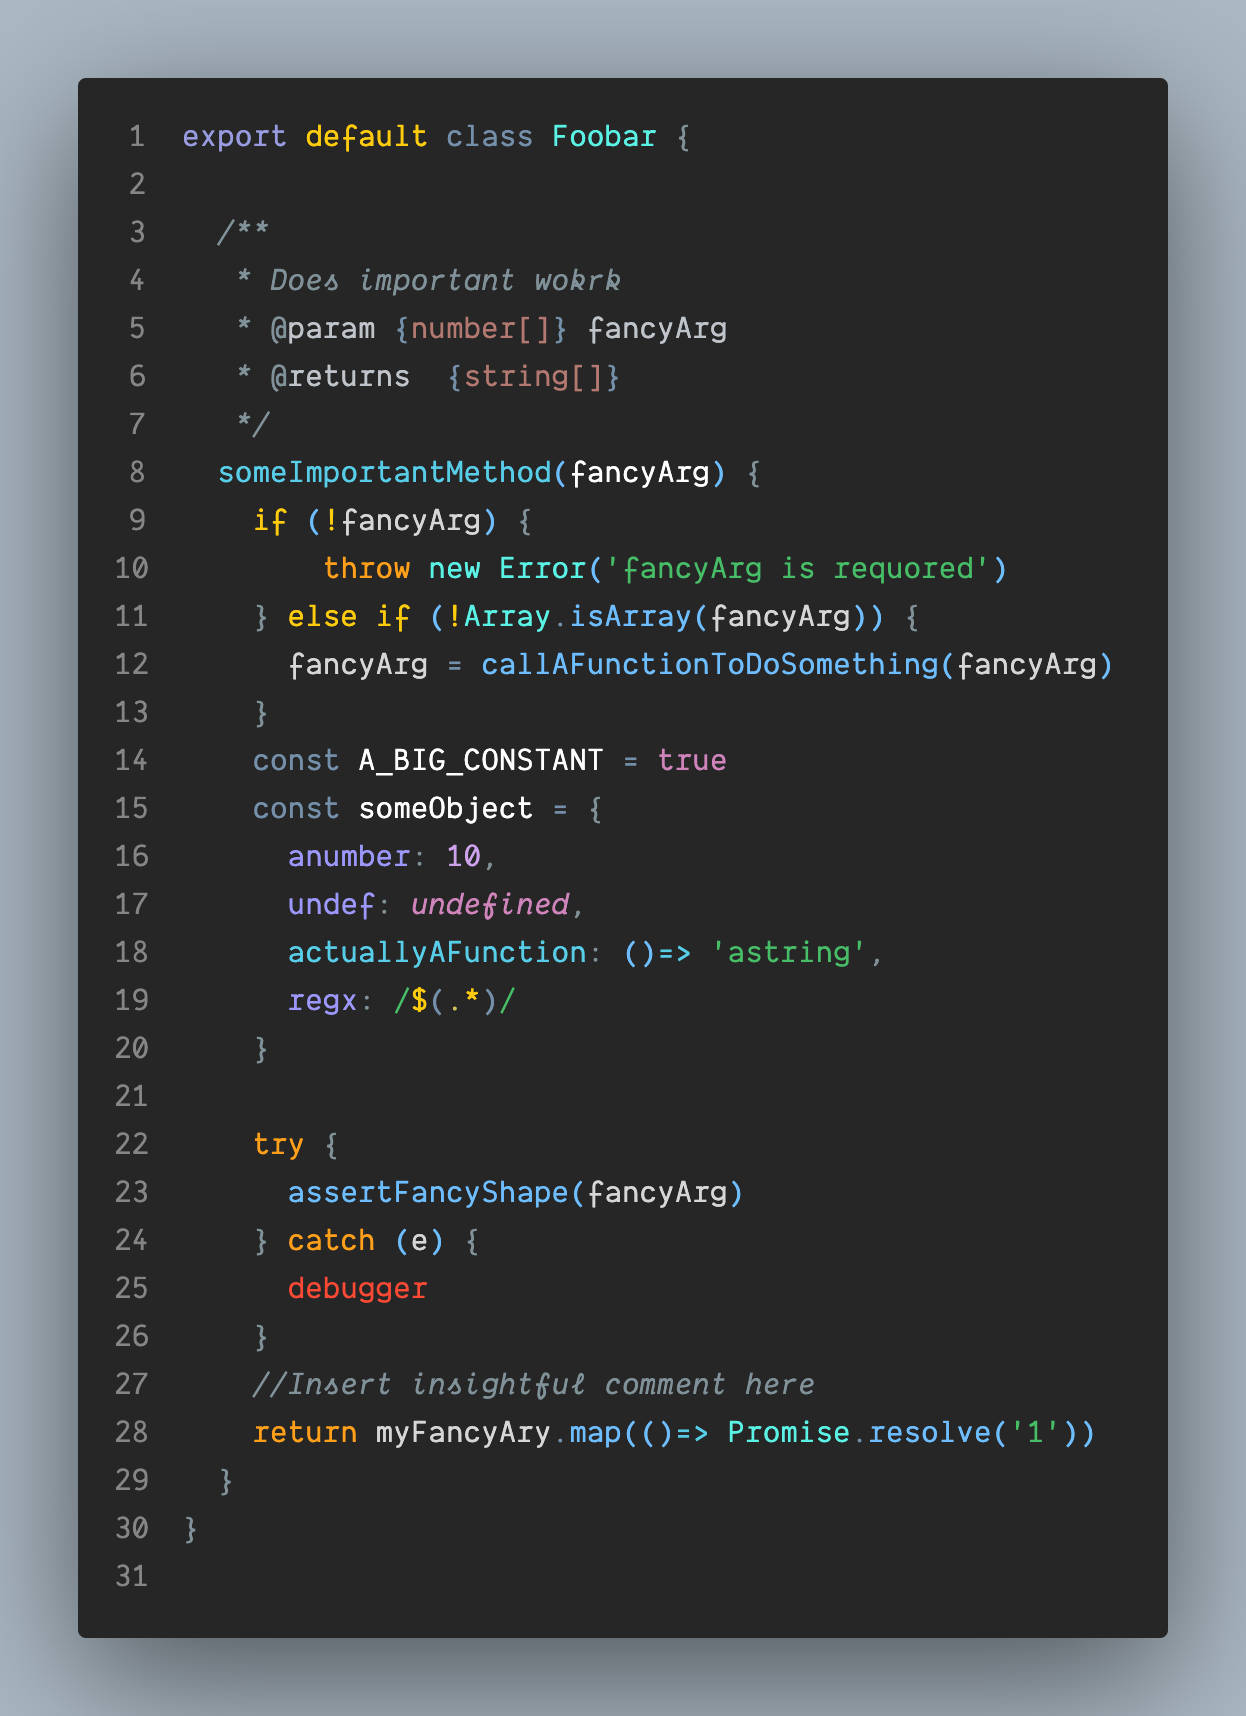 1 export default class Foobar {
2
3 /**
4 * Does important wokrk
5 * @param {number[]} fancyArg
6 * @returns  {string[]}
7 */
8 someImportantMethod(fancyArg) {
9 if (!fancyArg) {
10 throw new Error('fancyArg is requored')
11 } else if (!Array.isArray(fancyArg)) {
12 fancyArg = callAFunctionToDoSomething(fancyArg)
13 }
14 const A_BIG_CONSTANT = true
15 const someObject = {
16 anumber: 10,
17 undef: undefined,
18 actuallyAFunction: ()=> 'astring',
19 regx: /$(.*)/
20 }
21
22 try {
23 assertFancyShape(fancyArg)
24 } catch (e) {
25 debugger
26 }
27 //Insert insightful comment here
28 return myFancyAry.map(()=> Promise.resolve('1'))
29 }
30 }
31